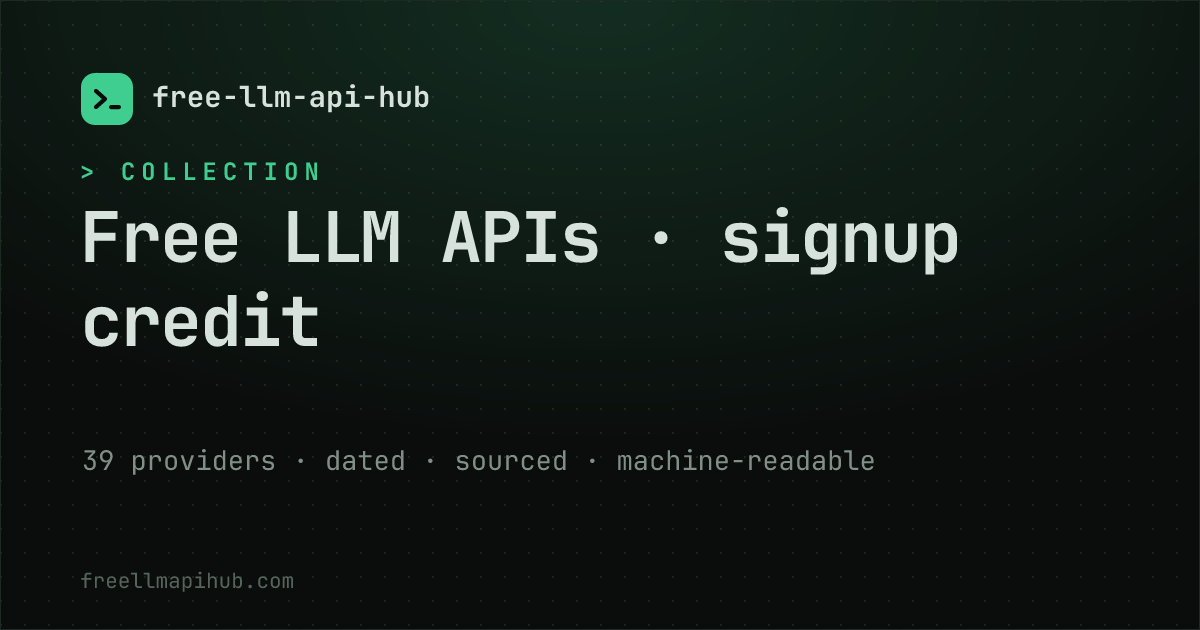 free-llm-api-hub
> COLLECTION
Free LLM APIs · signup
credit
39 providers · dated · sourced · machine-readable
freellmapihub.com